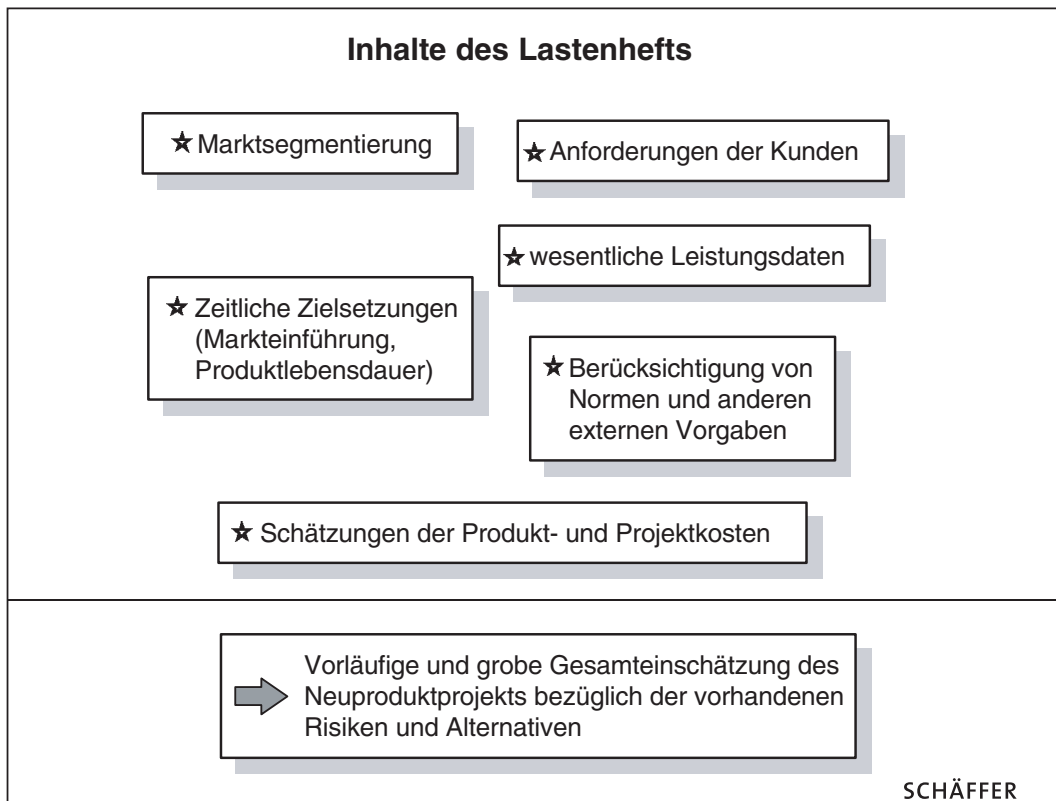 Inhalte des Lastenhefts
Marktsegmentierung
Anforderungen der Kunden
wesentliche Leistungsdaten
Zeitliche Zielsetzungen
(Markteinführung,
Produktlebensdauer)
Berücksichtigung von
Normen und anderen
externen Vorgaben
Schätzungen der Produkt- und Projektkosten
Vorläufige und grobe Gesamteinschätzung des
Neuproduktprojekts bezüglich der vorhandenen
Risiken und Alternativen
SCHÄFFER